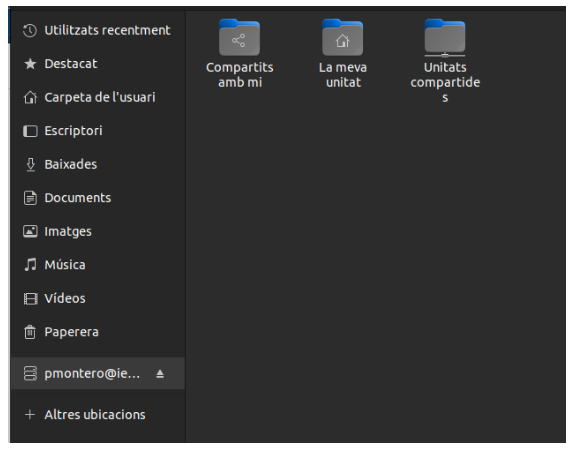 Utilitzats recentment
Destacat
Carpeta de l'usuari
Escriptori
Baixades
Documents
Imatges
Música
Vídeos
Paperera
pmontero@ie...
Altres ubicacions
Compartits
amb mi
La meva
unitat
Unitats
compartide
s